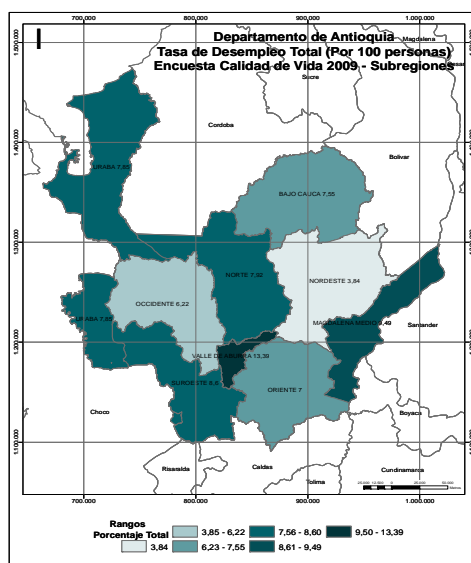 Departamento de Antioquia
Tasa de Desempleo Total (Por 100 personas)
Encuesta Calidad de Vida 2009 - Subregiones
700.000 800.000 900.000 1.000.000
Magdalena
Sucre
Cordoba
Bolivar
URABA 7,85
BAJO CAUCA 7,55
NORTE 7,92
NORDESTE 3,84
OCCIDENTE 6,22
URABA 7,85
MAGDALENA MEDIO 9,49
Santander
VALLE DE ABURRA 13,39
SUROESTE 8,6
ORIENTE 7
Choco
Boyaca
Risaralda
Caldas
Cundinamarca
Tolima
700.000 800.000 900.000 1.000.000
Rangos
Porcentaje Total
3,84
3,85 - 6,22
6,23 - 7,55
7,56 - 8,60
8,61 - 9,49
9,50 - 13,39